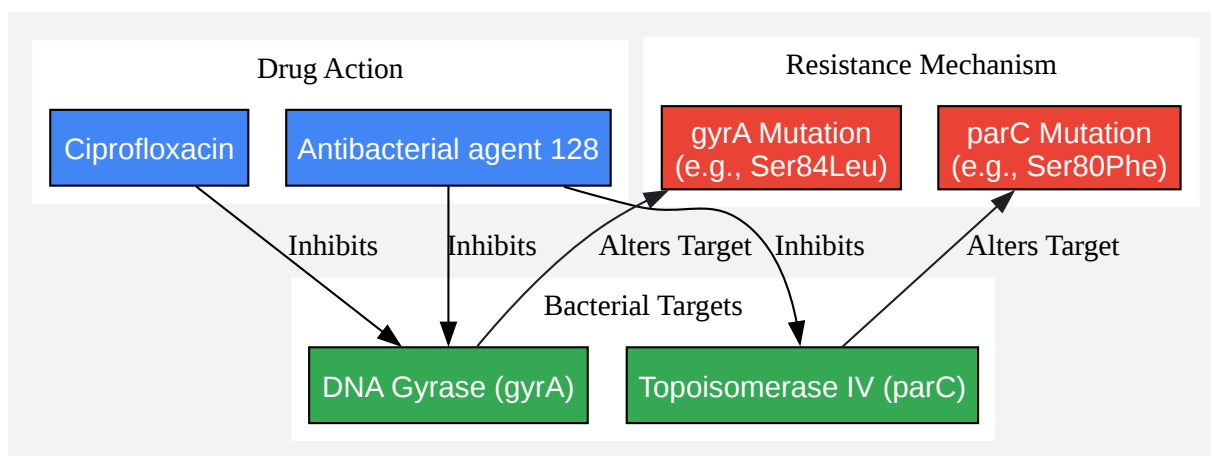 Drug Action
Resistance Mechanism
Ciprofloxacin
Antibacterial agent 128
gyrA Mutation
(e.g., Ser84Leu)
parC Mutation
(e.g., Ser80Phe)
Inhibits
Inhibits
Alters Target
Inhibits
Alters Target
Bacterial Targets
DNA Gyrase (gyrA)
Topoisomerase IV (parC)